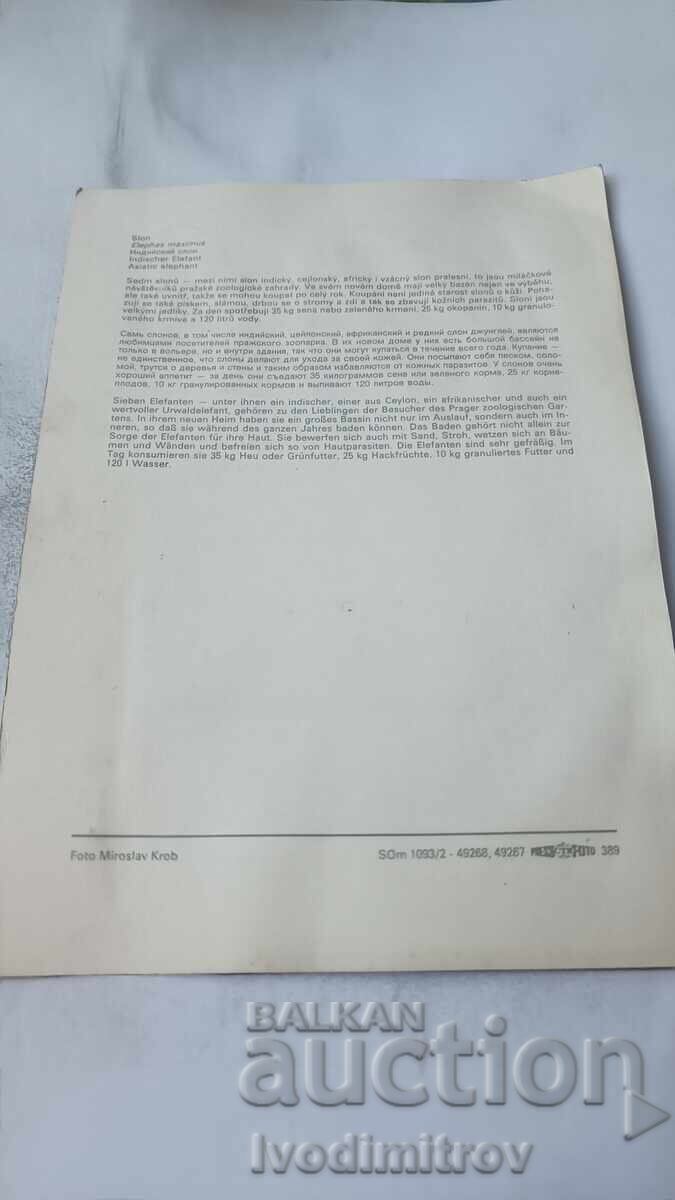 Slon
Elephas maximus
Индийский слон
Indischer Elefant
Asiatic elephant
Sedm slonů — mezi nimi slon indický, cejlonský, africký i vzácný slon pralesní, to jsou miláčkové
návštěvníků pražské zoologické zahrady. Ve svém novém domě mají velký bazén nejen ve výběhu,
ale také uvnitř, takže se mohou koupat po celý rok. Koupání není jediná starost slonů o kůži. Poha-
zují se také pískem, slámou, drbou se o stromy a zdi a tak se zbavují kožních parazitů. Sloni jsou
velkými jedlíky. Za den spotřebují 35 kg sena nebo zeleného krmení, 25 kg okopanin, 10 kg granulo-
vaného krmiva a 120 litrů vody.
Семь слонов, в том числе индийский, цейлонский, африканский и редкий слон джунглей, являются
любимцами посетителей пражского зоопарка. В их новом доме у них есть большой бассейн не
только в вольере, но и внутри здания, так что они могут купаться в течение всего года. Купание —
не единственное, что слоны делают для ухода за своей кожей. Они посыпают себя песком, соло-
мой, трутся о деревья и стены и таким образом избавляются от кожных паразитов. У слонов очень
хороший аппетит — за день они съедают 35 килограммов сена или зеленого корма, 25 кг корне-
плодов, 10 кг гранулированных кормов и выпивают 120 литров воды.
Sieben Elefanten — unter ihnen ein indischer, einer aus Ceylon, ein afrikanischer und auch ein
wertvoller Urwaldelefant, gehören zu den Lieblingen der Besucher des Prager zoologischen Gar-
tens. In ihrem neuen Heim haben sie ein großes Bassin nicht nur im Auslauf, sondern auch im In-
neren, so daß sie während des ganzen Jahres baden können. Das Baden gehört nicht allein zur
Sorge der Elefanten für ihre Haut. Sie bewerfen sich auch mit Sand, Stroh, wetzen sich an Bäu-
men und Wänden und befreien sich so von Hautparasiten. Die Elefanten sind sehr gefräßig. Im
Tag konsumieren sie 35 kg Heu oder Grünfutter, 25 kg Hackfrüchte, 10 kg granuliertes Futter und
120 l Wasser.
Foto Miroslav Krob SÚm 1093/2 - 49268, 49267 389
BALKAN
auction
Ivodimitrov